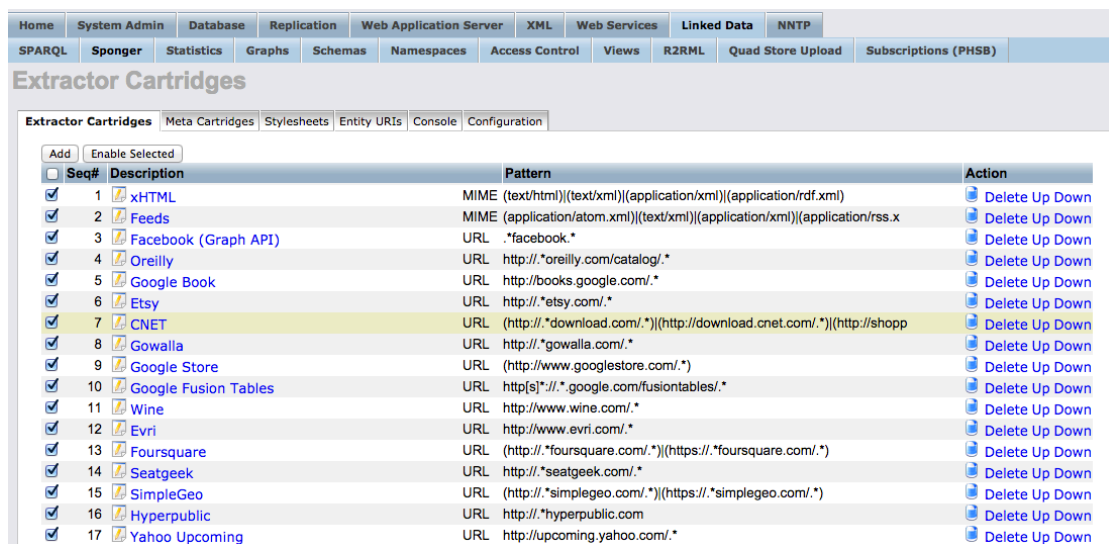 Home System Admin Database Replication Web Application Server XML Web Services Linked Data NNTP
SPARQL Sponger Statistics Graphs Schemas Namespaces Access Control Views R2RML Quad Store Upload Subscriptions (PHSB)
Extractor Cartridges
Extractor Cartridges Meta Cartridges Stylesheets Entity URIs Console Configuration
Add Enable Selected
Seq# Description Pattern Action
1 xHTML MIME (text/html)|(text/xml)|(application/xml)|(application/rdf.xml) Delete Up Down
2 Feeds MIME (application/atom.xml)|(text/xml)|(application/xml)|(application/rss.x Delete Up Down
3 Facebook (Graph API) URL .*facebook.* Delete Up Down
4 Oreilly URL http://.*oreilly.com/catalog/.* Delete Up Down
5 Google Book URL http://books.google.com/.* Delete Up Down
6 Etsy URL http://.*etsy.com/.* Delete Up Down
7 CNET URL (http://.*download.com/.*)|(http://download.cnet.com/.*)|(http://shopp Delete Up Down
8 Gowalla URL http://.*gowalla.com/.* Delete Up Down
9 Google Store URL (http://www.googlestore.com/.*) Delete Up Down
10 Google Fusion Tables URL http[s]*://.*.google.com/fusiontables/.* Delete Up Down
11 Wine URL http://www.wine.com/.* Delete Up Down
12 Evri URL http://www.evri.com/.* Delete Up Down
13 Foursquare URL (http://.*foursquare.com/.*)|(https://.*foursquare.com/.*) Delete Up Down
14 Seatgeek URL http://.*seatgeek.com/.* Delete Up Down
15 SimpleGeo URL (http://.*simplegeo.com/.*)|(https://.*simplegeo.com/.*) Delete Up Down
16 Hyperpublic URL http://.*hyperpublic.com Delete Up Down
17 Yahoo Upcoming URL http://upcoming.yahoo.com/.* Delete Up Down